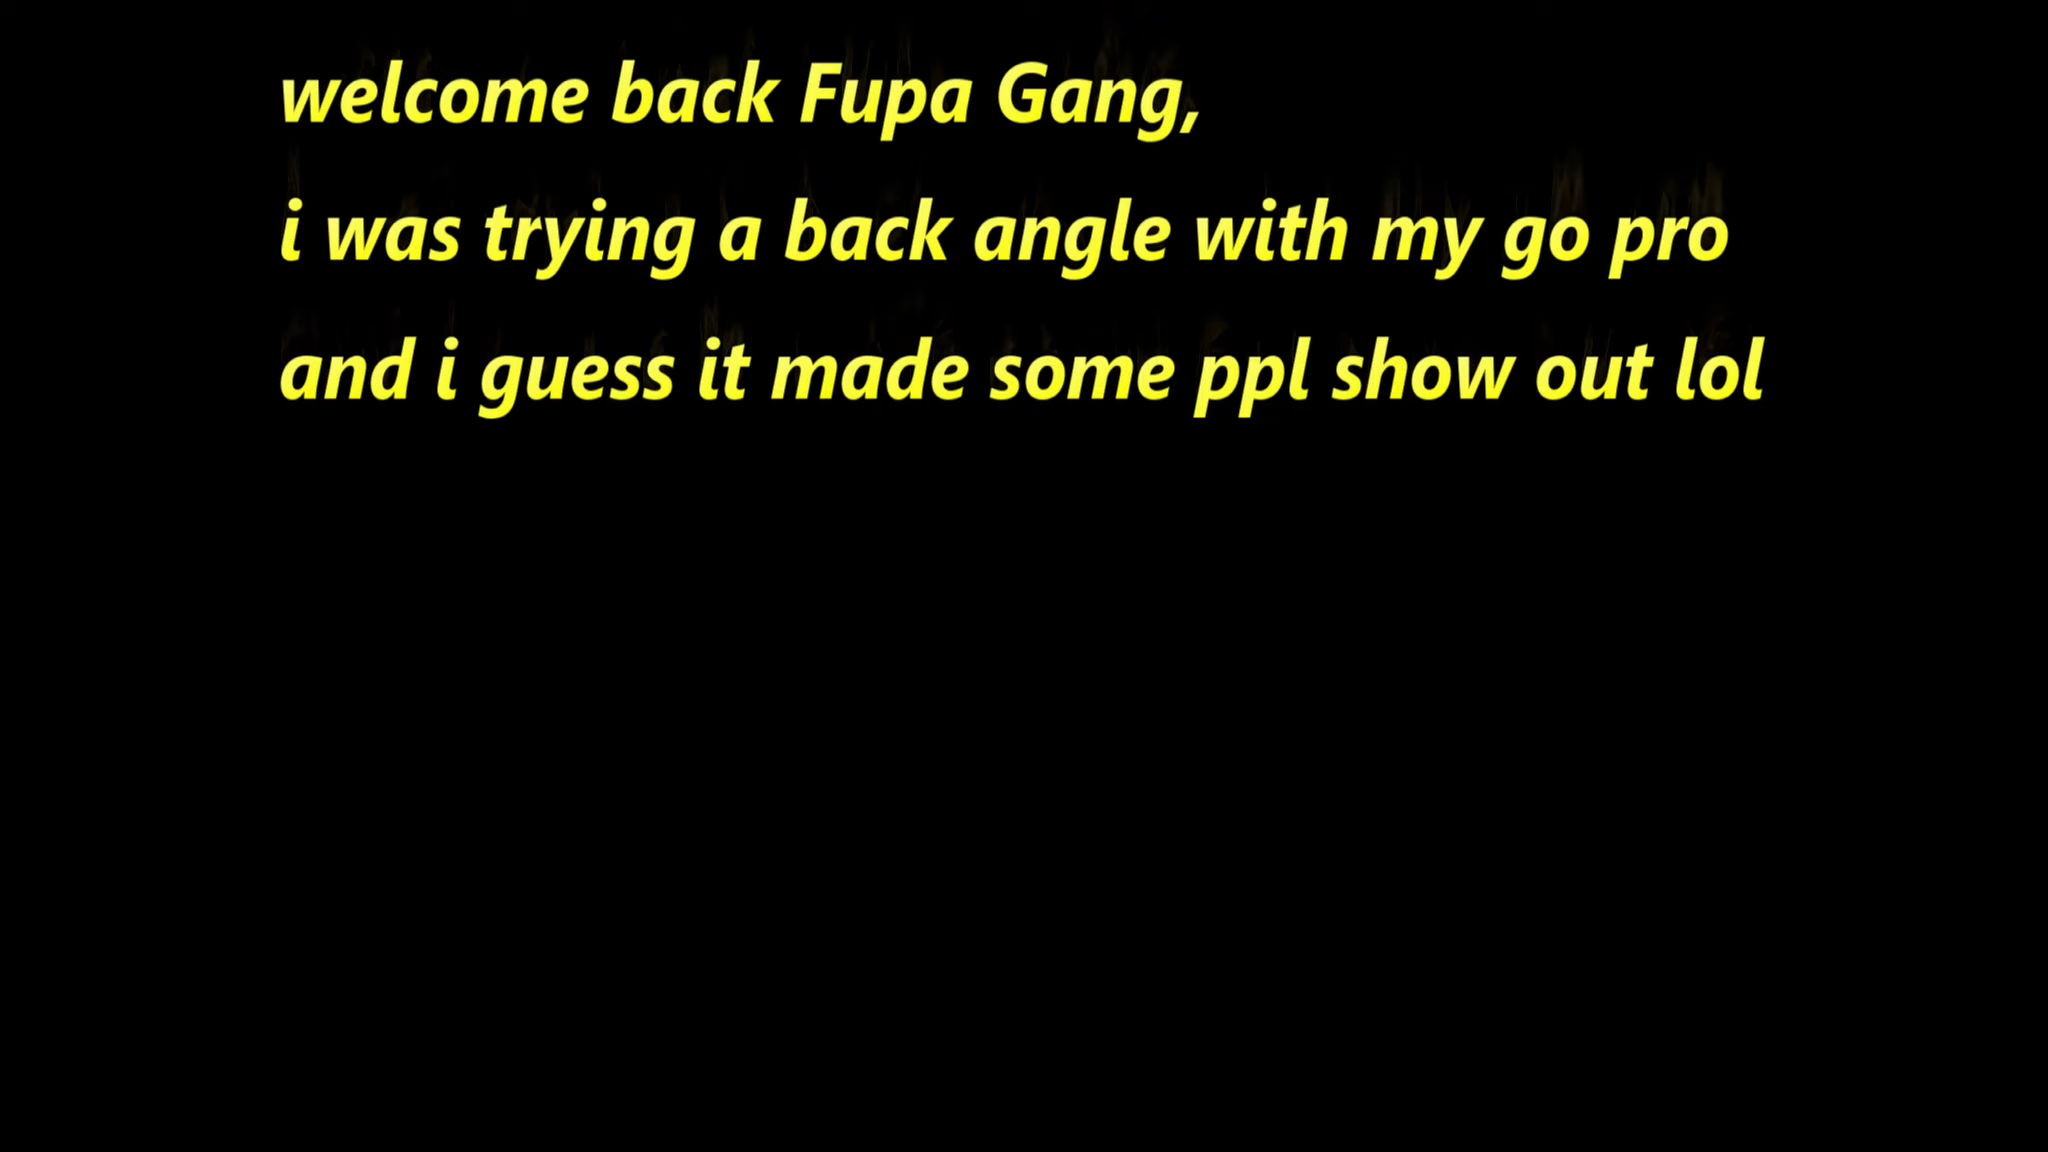 welcome back Fupa Gang,
i was trying a back angle with my go pro
and i guess it made some ppl show out lol